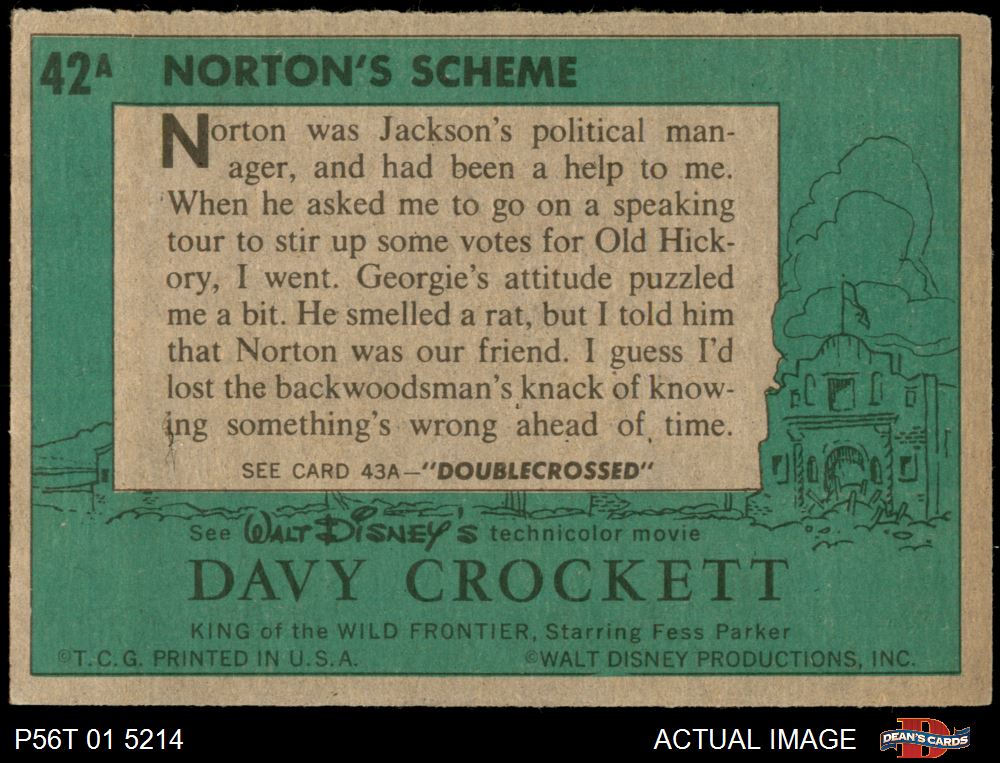 42A NORTON'S SCHEME
Norton was Jackson's political man-
ager, and had been a help to me.
When he asked me to go on a speaking
tour to stir up some votes for Old Hick-
ory, I went. Georgie's attitude puzzled
me a bit. He smelled a rat, but I told him
that Norton was our friend. I guess I'd
lost the backwoodsman's knack of know-
ing something's wrong ahead of time.
SEE CARD 43A—"DOUBLECROSSED"
See WALT DISNEY'S technicolor movie
DAVY CROCKETT
KING of the WILD FRONTIER, Starring Fess Parker
©T.C.G. PRINTED IN U.S.A. ©WALT DISNEY PRODUCTIONS, INC.
P56T 01 5214 ACTUAL IMAGE D DEAN'S CARDS